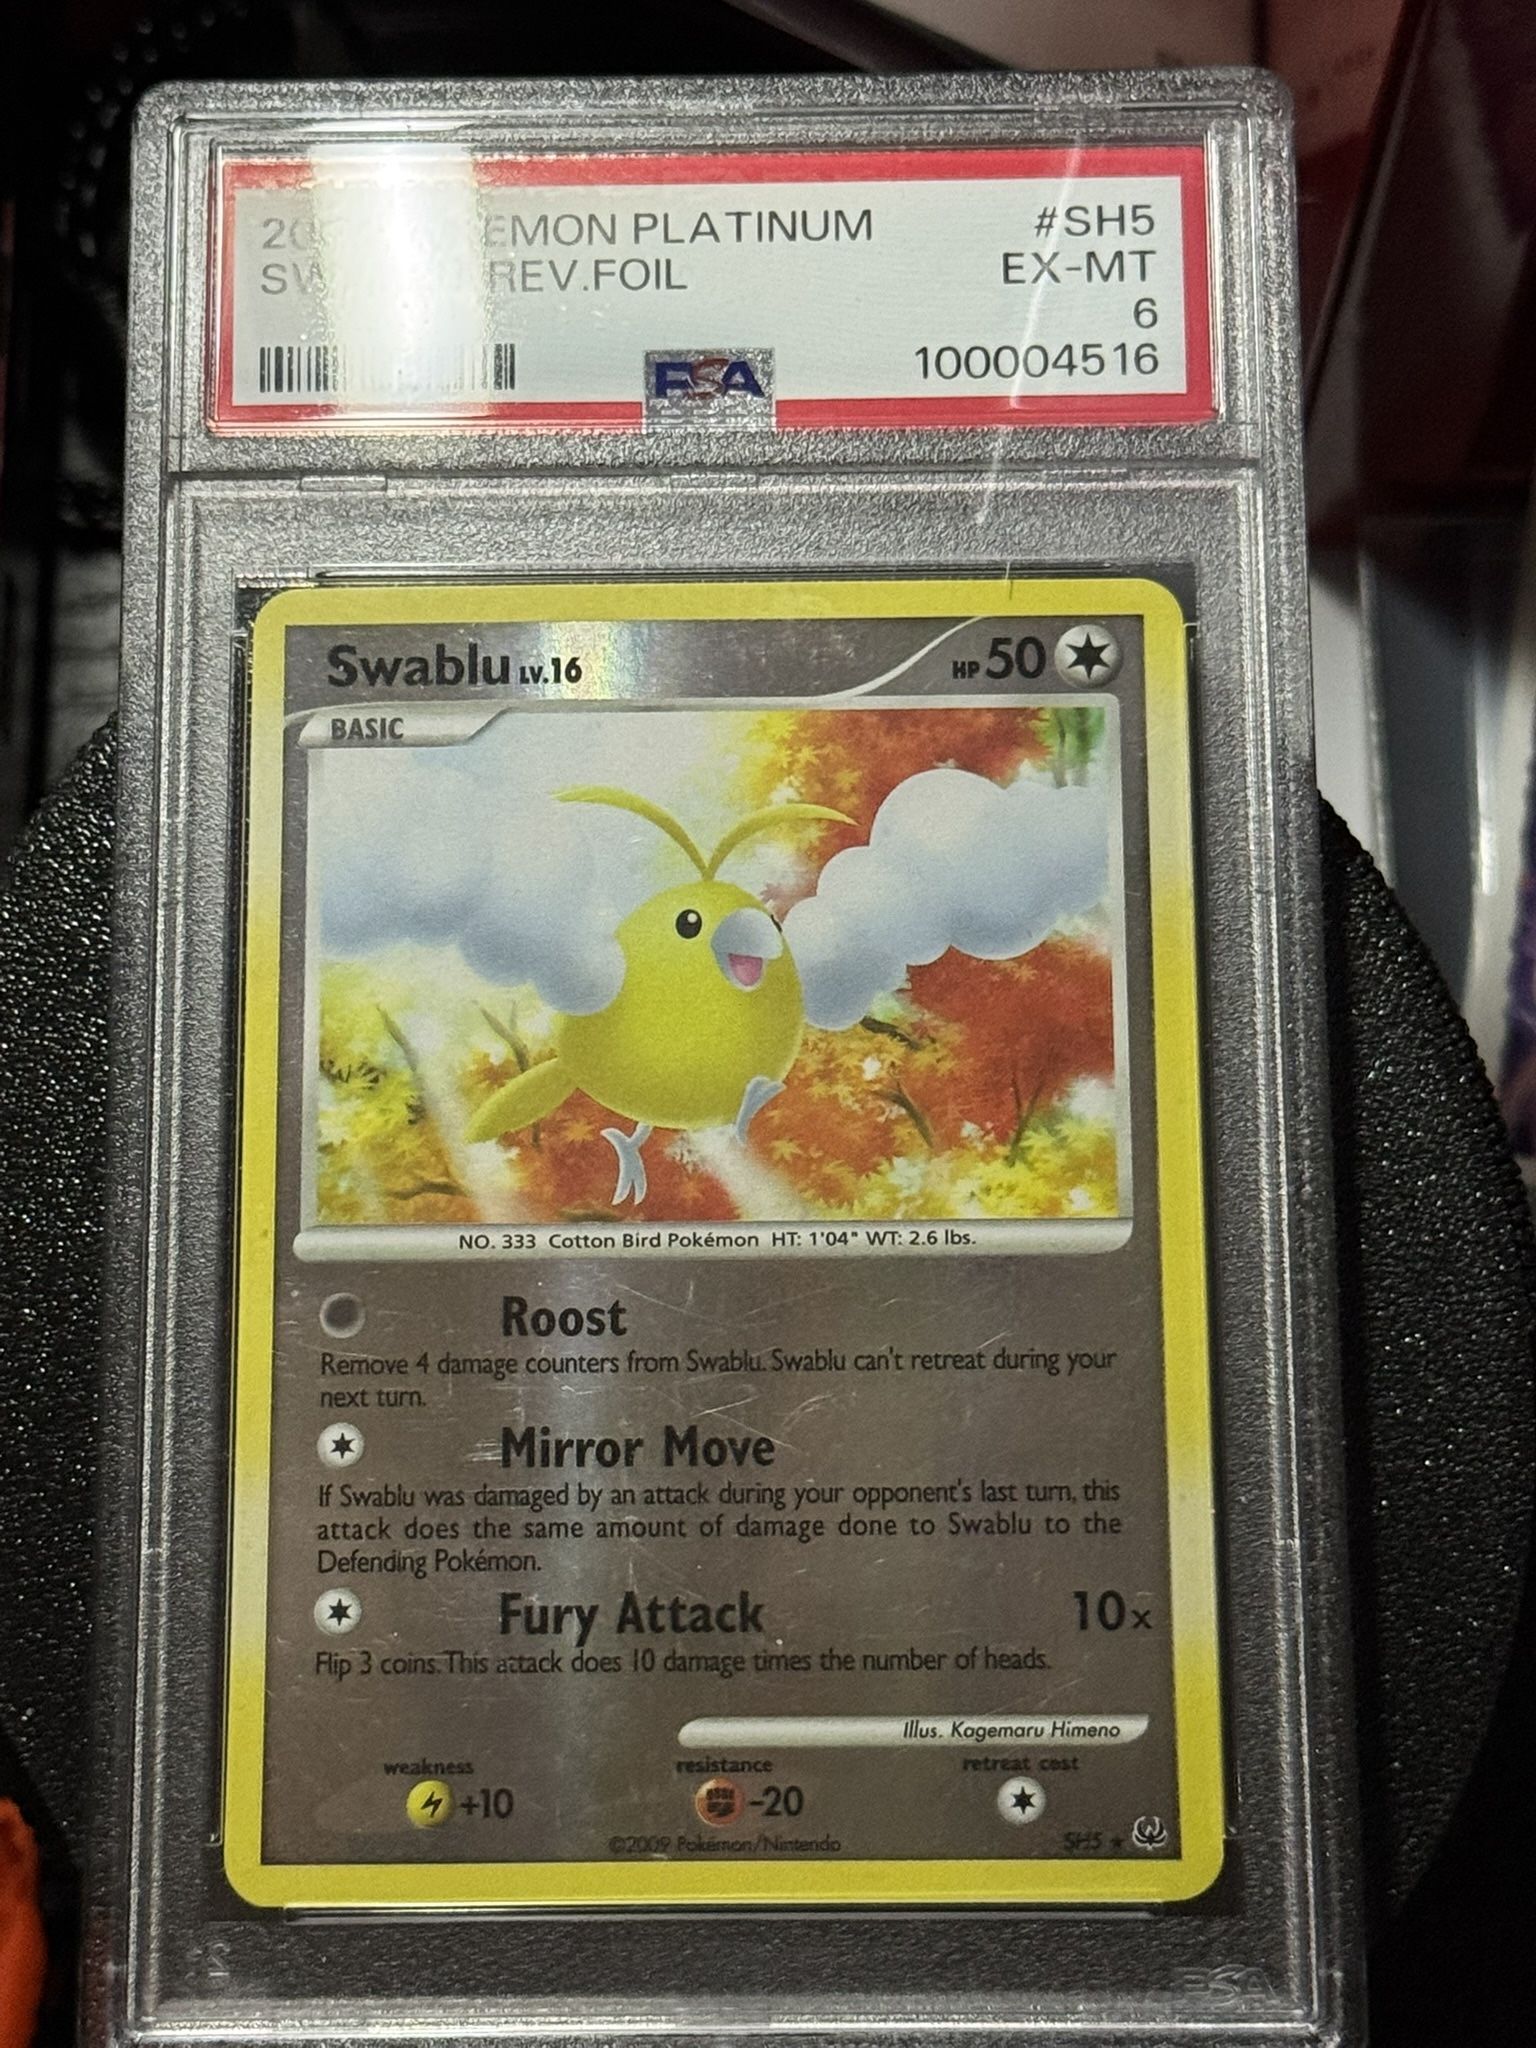 EMON PLATINUM #SH5
REV.FOIL EX-MT
6
PSA 100004516
Swablu LV.16 HP 50
BASIC
NO. 333 Cotton Bird Pokémon HT: 1'04" WT: 2.6 lbs.
Roost
Remove 4 damage counters from Swablu. Swablu can't retreat during your
next turn.
Mirror Move
If Swablu was damaged by an attack during your opponent's last turn, this
attack does the same amount of damage done to Swablu to the
Defending Pokémon.
Fury Attack 10x
Flip 3 coins. This attack does 10 damage times the number of heads.
Illus. Kagemaru Himeno
weakness resistance retreat cost
+10 -20
©2009 Pokémon/Nintendo SH5 ★
PSA